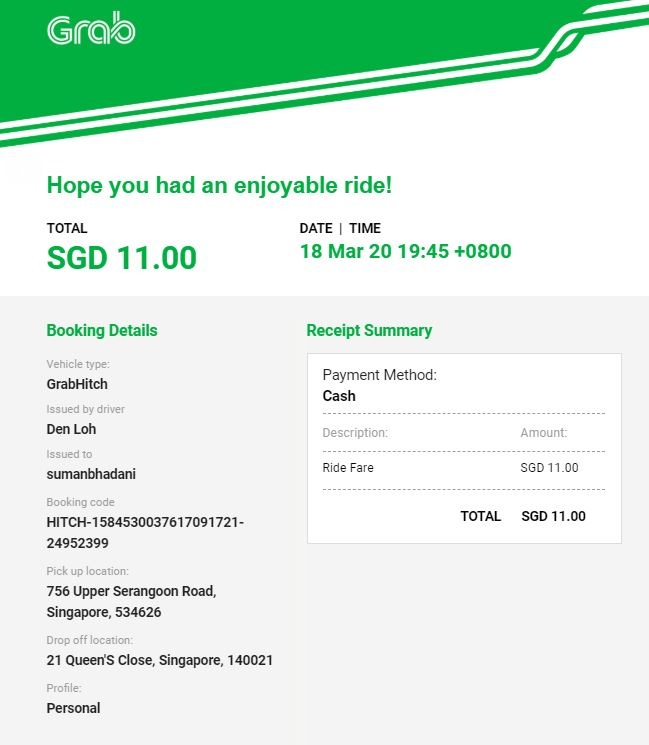 Grab
Hope you had an enjoyable ride!
TOTAL
SGD 11.00
DATE | TIME
18 Mar 20 19:45 +0800
Booking Details
Vehicle type:
GrabHitch
Issued by driver
Den Loh
Issued to
sumanbhadani
Booking code
HITCH-1584530037617091721-
24952399
Pick up location:
756 Upper Serangoon Road,
Singapore, 534626
Drop off location:
21 Queen'S Close, Singapore, 140021
Profile:
Personal
Receipt Summary
Payment Method:
Cash
Description: Amount:
Ride Fare SGD 11.00
TOTAL SGD 11.00